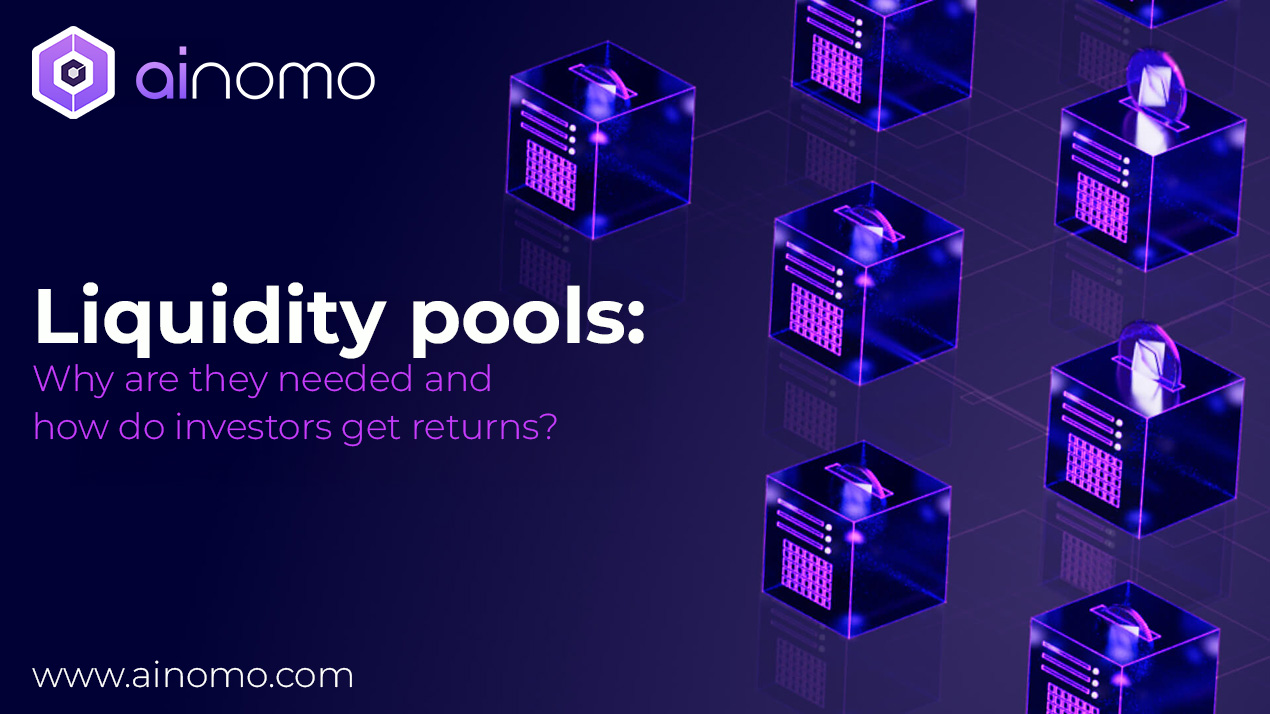 ainomo
Liquidity pools:
Why are they needed and
how do investors get returns?
www.ainomo.com